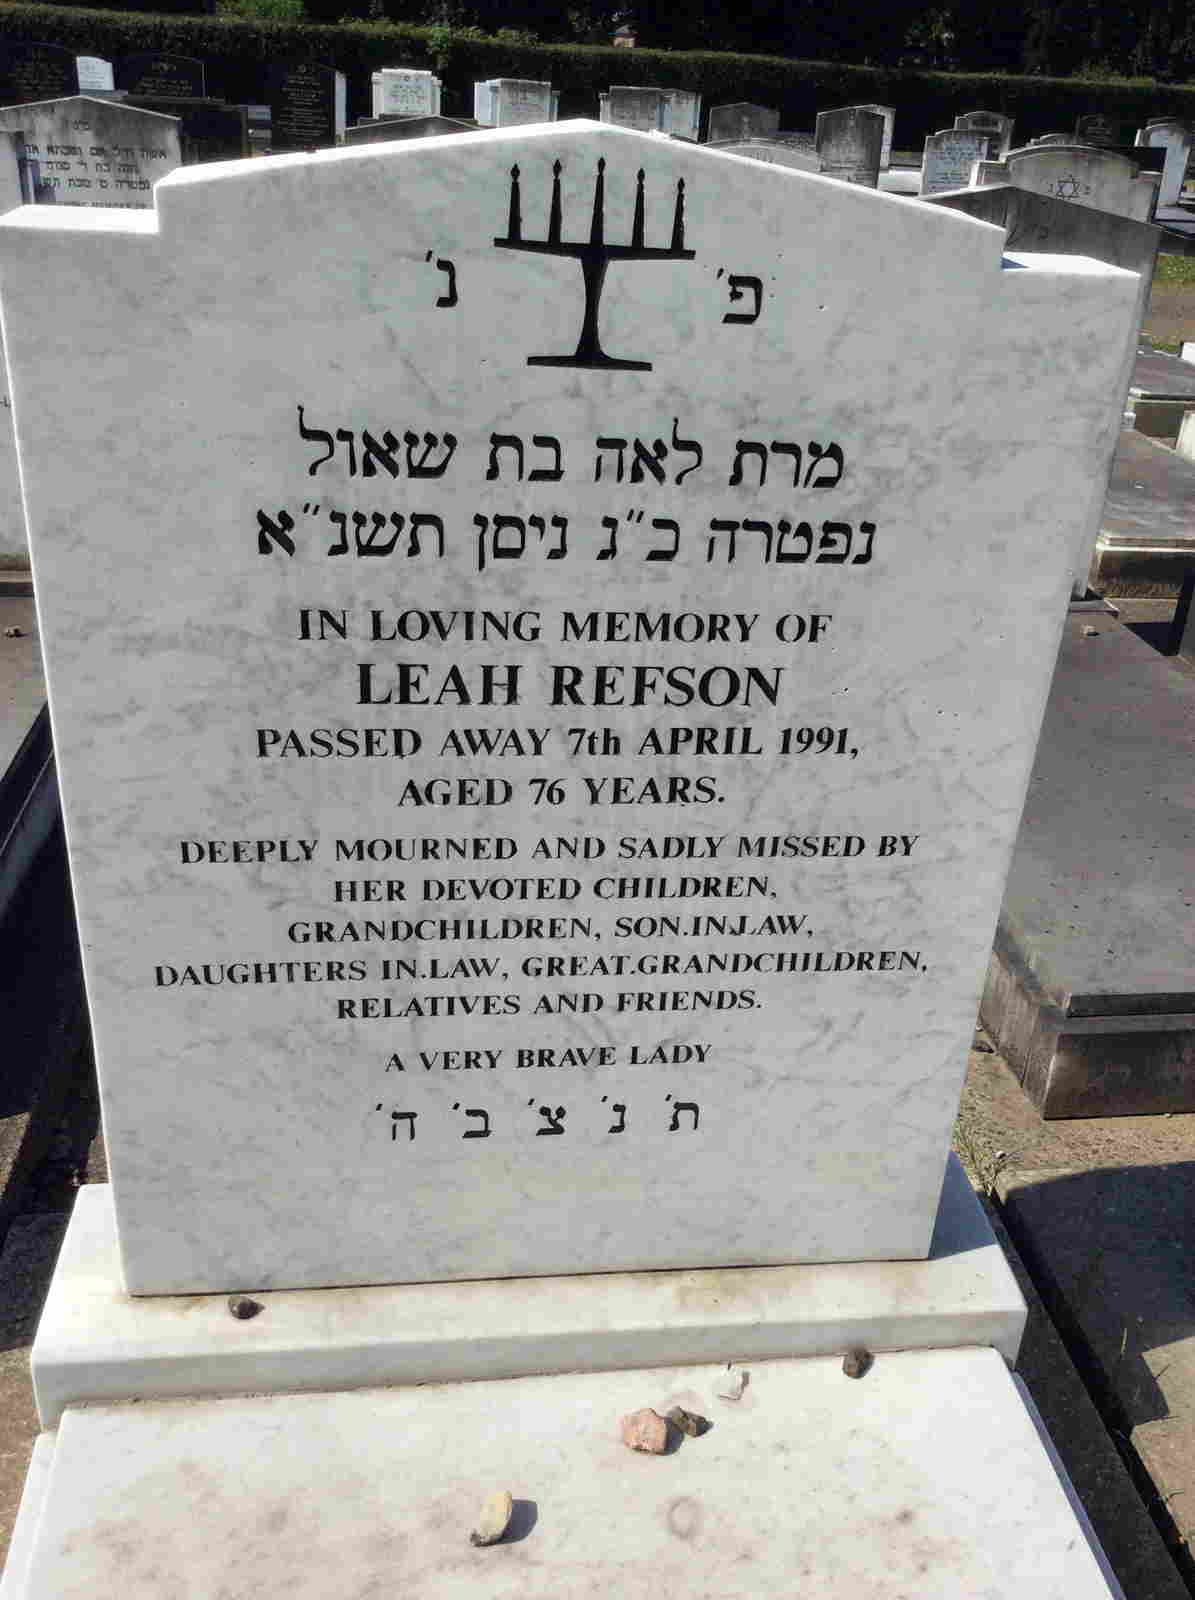 פ׳ נ׳
מרת לאה בת שאול
נפטרה כ״ג ניסן תשנ״א
IN LOVING MEMORY OF
LEAH REFSON
PASSED AWAY 7th APRIL 1991,
AGED 76 YEARS.
DEEPLY MOURNED AND SADLY MISSED BY
HER DEVOTED CHILDREN,
GRANDCHILDREN, SON.IN.LAW,
DAUGHTERS IN.LAW, GREAT.GRANDCHILDREN,
RELATIVES AND FRIENDS.
A VERY BRAVE LADY
ת׳ נ׳ צ׳ ב׳ ה׳